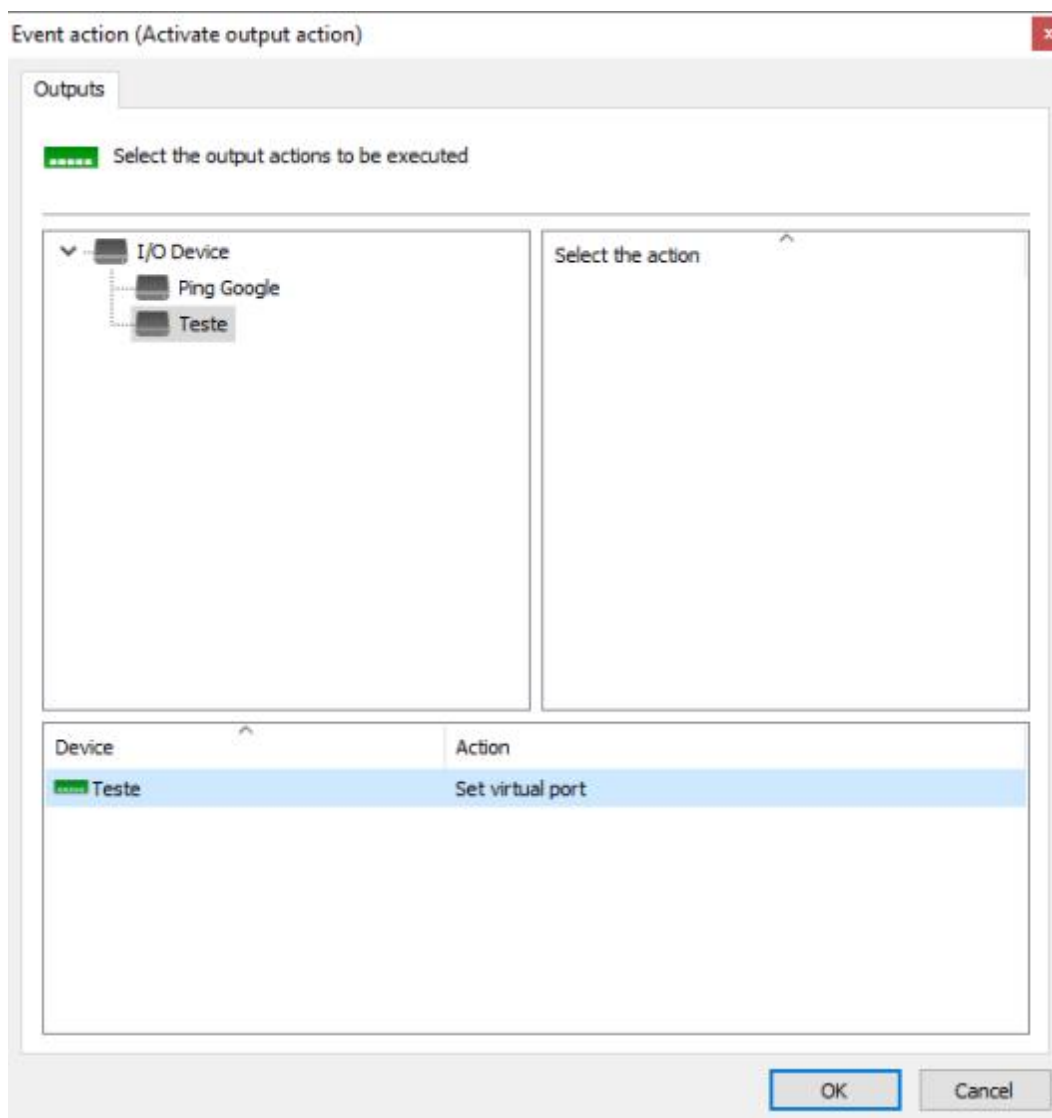 Event action (Activate output action)
x
Outputs
Select the output actions to be executed
I/O Device
Ping Google
Teste
Select the action
Device Action
Teste Set virtual port
OK Cancel